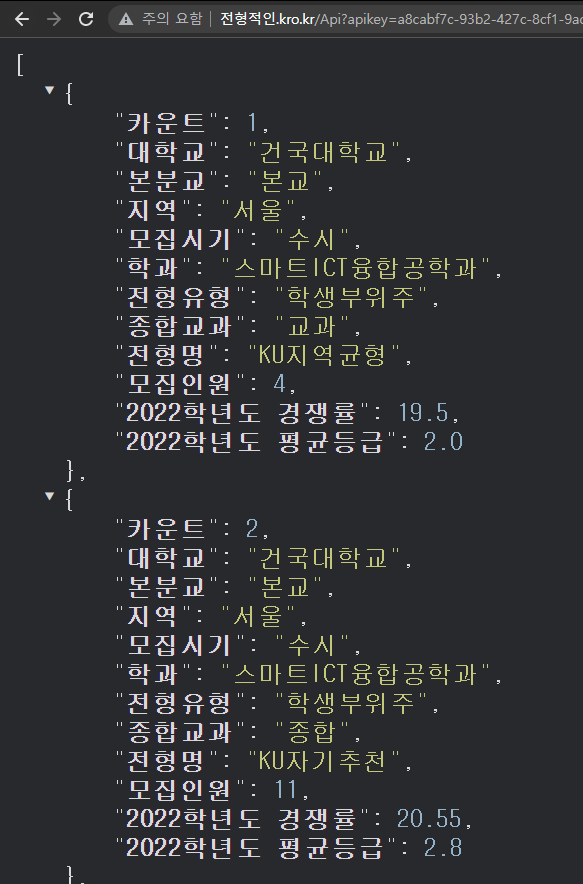 주의 요함 | 전형적인.kro.kr/Api?apikey=a8cabf7c-93b2-427c-8cf1-9ac
[
{
"카운트": 1,
"대학교": "건국대학교",
"본분교": "본교",
"지역": "서울",
"모집시기": "수시",
"학과": "스마트ICT융합공학과",
"전형유형": "학생부위주",
"종합교과": "교과",
"전형명": "KU지역균형",
"모집인원": 4,
"2022학년도 경쟁률": 19.5,
"2022학년도 평균등급": 2.0
},
{
"카운트": 2,
"대학교": "건국대학교",
"본분교": "본교",
"지역": "서울",
"모집시기": "수시",
"학과": "스마트ICT융합공학과",
"전형유형": "학생부위주",
"종합교과": "종합",
"전형명": "KU자기추천",
"모집인원": 11,
"2022학년도 경쟁률": 20.55,
"2022학년도 평균등급": 2.8
},